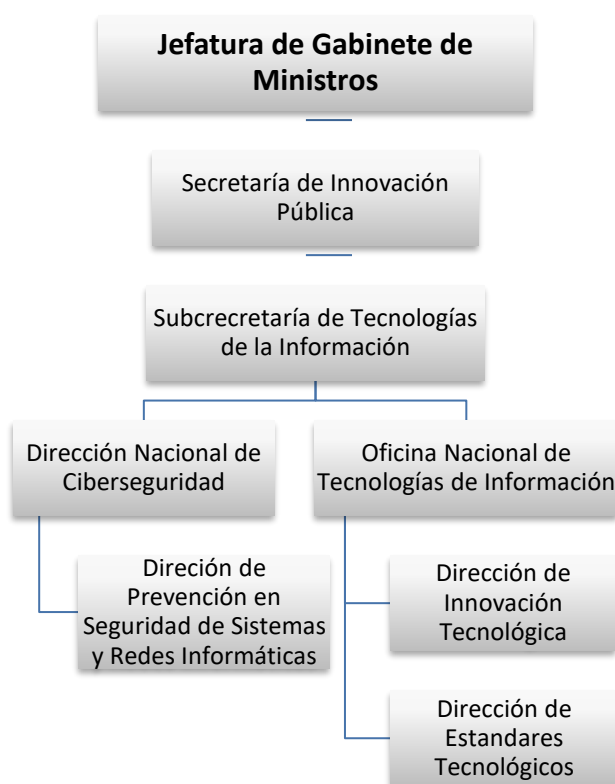 Jefatura de Gabinete de
Ministros
Secretaría de Innovación
Pública
Subcrecretaría de Tecnologías
de la Información
Dirección Nacional de
Ciberseguridad
Oficina Nacional de
Tecnologías de Información
Direción de
Prevención en
Seguridad de Sistemas
y Redes Informáticas
Dirección de
Innovación
Tecnológica
Dirección de
Estandares
Tecnológicos